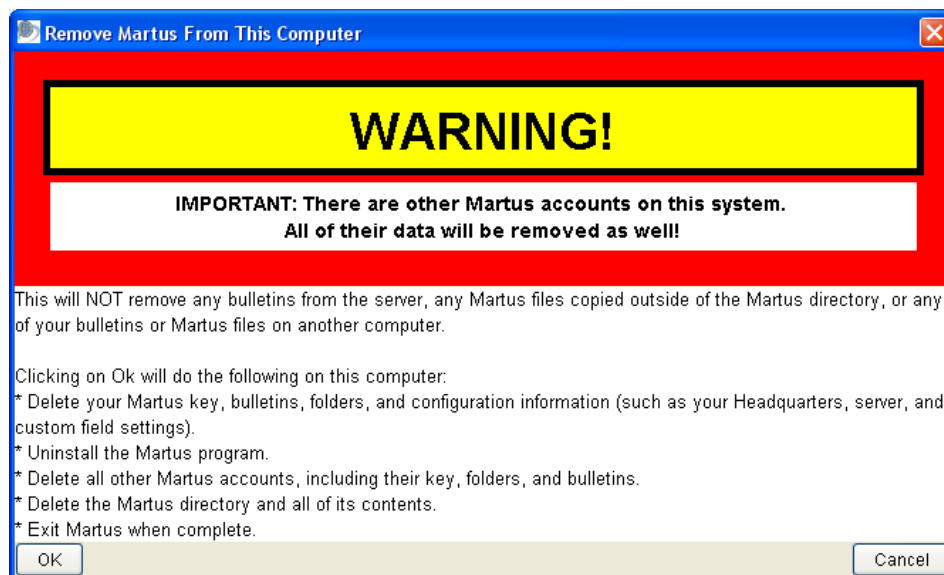 Remove Martus From This Computer
WARNING!
IMPORTANT: There are other Martus accounts on this system.
All of their data will be removed as well!
This will NOT remove any bulletins from the server, any Martus files copied outside of the Martus directory, or any
of your bulletins or Martus files on another computer.
Clicking on Ok will do the following on this computer:
* Delete your Martus key, bulletins, folders, and configuration information (such as your Headquarters, server, and
custom field settings).
* Uninstall the Martus program.
* Delete all other Martus accounts, including their key, folders, and bulletins.
* Delete the Martus directory and all of its contents.
* Exit Martus when complete.
OK Cancel